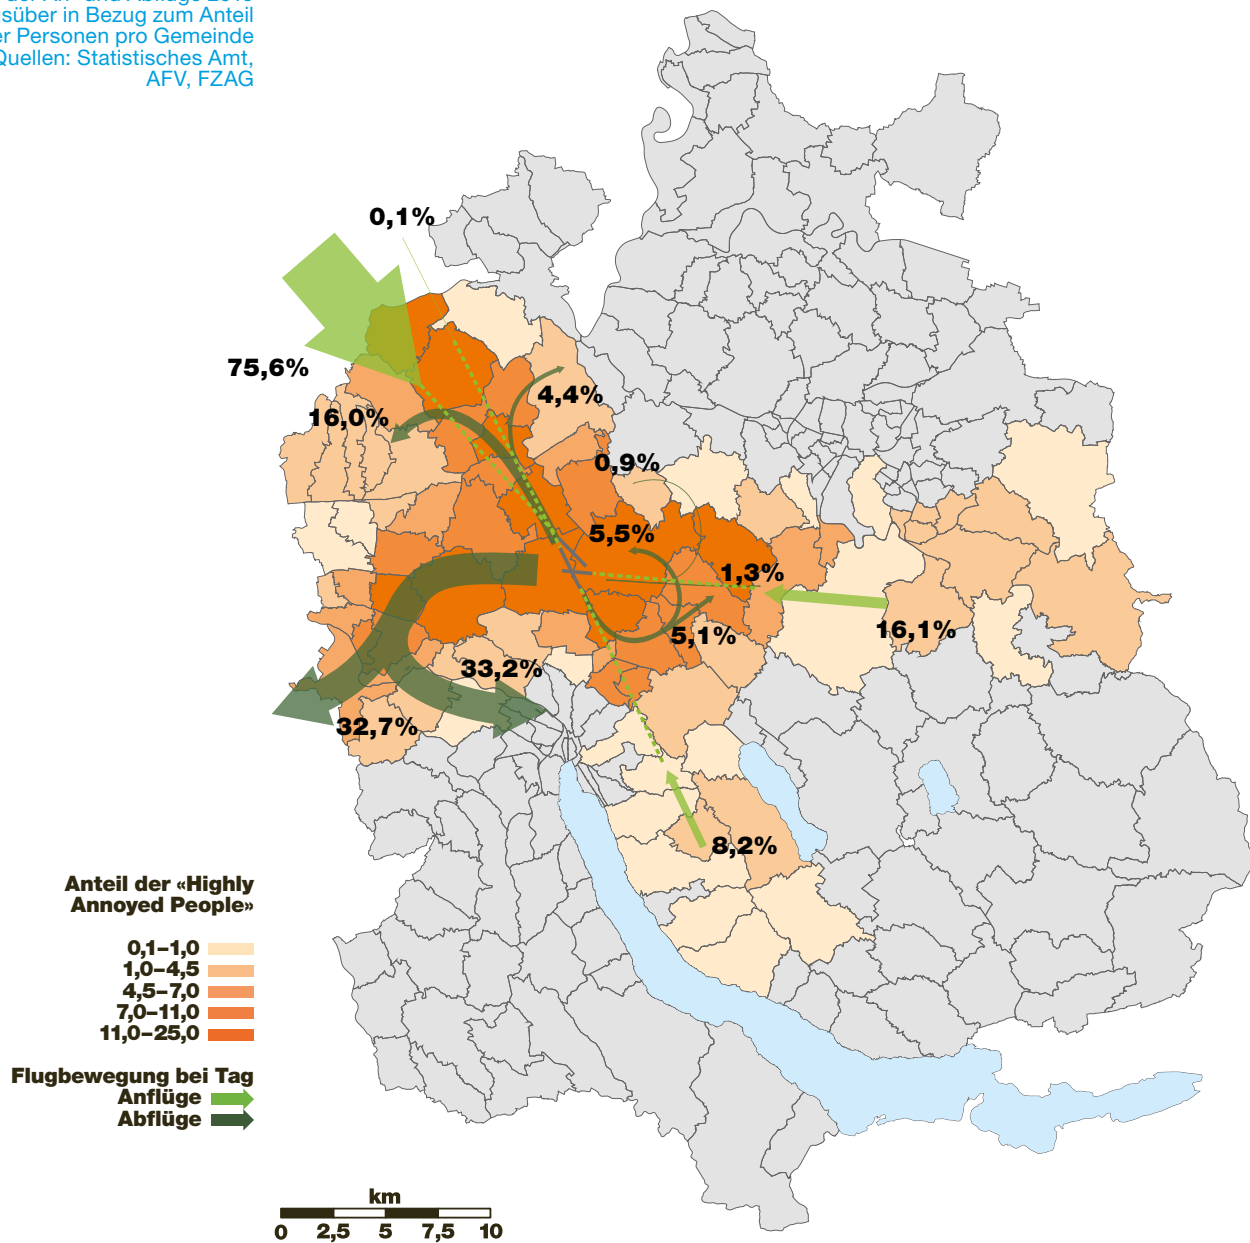 in Bezug zum Anteil
Personen pro Gemeinde
Quellen: Statistisches Amt,
AFV, FZAG
0,1%
75,6%
16,0%
4,4%
0,9%
5,5%
1,3%
16,1%
5,1%
33,2%
32,7%
8,2%
Anteil der «Highly
Annoyed People»
0,1–1,0
1,0–4,5
4,5–7,0
7,0–11,0
11,0–25,0
Flugbewegung bei Tag
Anflüge
Abflüge
km
0 2,5 5 7,5 10